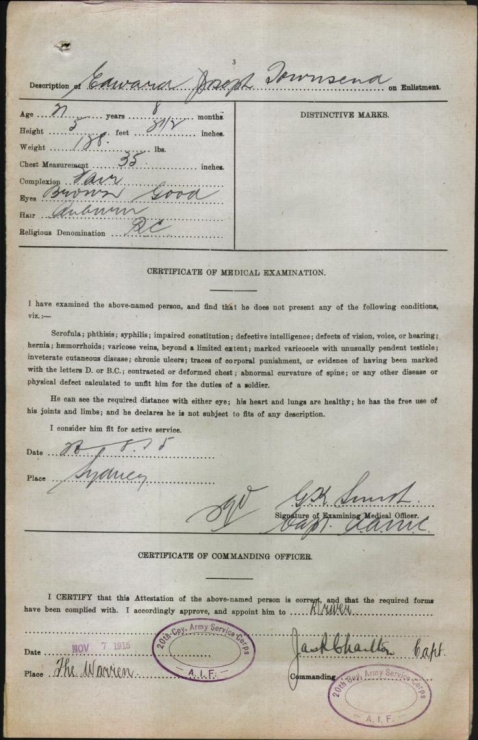 3
Description of Edward Joseph Townsend on Enlistment.
Age 21 years 8 months
Height 5 feet 3 1/2 inches.
Weight 128 lbs.
Chest Measurement 35 inches.
Complexion Fair
Eyes Brown Good
Hair Auburn
Religious Denomination RC
DISTINCTIVE MARKS.
CERTIFICATE OF MEDICAL EXAMINATION.
I have examined the above-named person, and find that he does not present any of the following conditions,
viz.:—
Scrofula; phthisis; syphilis; impaired constitution; defective intelligence; defects of vision, voice, or hearing;
hernia; hæmorrhoids; varicose veins, beyond a limited extent; marked varicocele with unusually pendent testicle;
inveterate cutaneous disease; chronic ulcers; traces of corporal punishment, or evidence of having been marked
with the letters D. or B.C.; contracted or deformed chest; abnormal curvature of spine; or any other disease or
physical defect calculated to unfit him for the duties of a soldier.
He can see the required distance with either eye; his heart and lungs are healthy; he has the free use of
his joints and limbs; and he declares he is not subject to fits of any description.
I consider him fit for active service.
Date 8.15
Place Sydney
sgd G K
Signature of Examining Medical Officer.
Capt. AAMC
CERTIFICATE OF COMMANDING OFFICER.
I CERTIFY that this Attestation of the above-named person is correct, and that the required forms
have been complied with. I accordingly approve, and appoint him to Driver
Date NOV 7 1915
20th Coy. Army Service Corps
A.I.F.
Jas A Charlton Capt.
Place The Warren
Commanding
20th Coy. Army Service Corps
A.I.F.